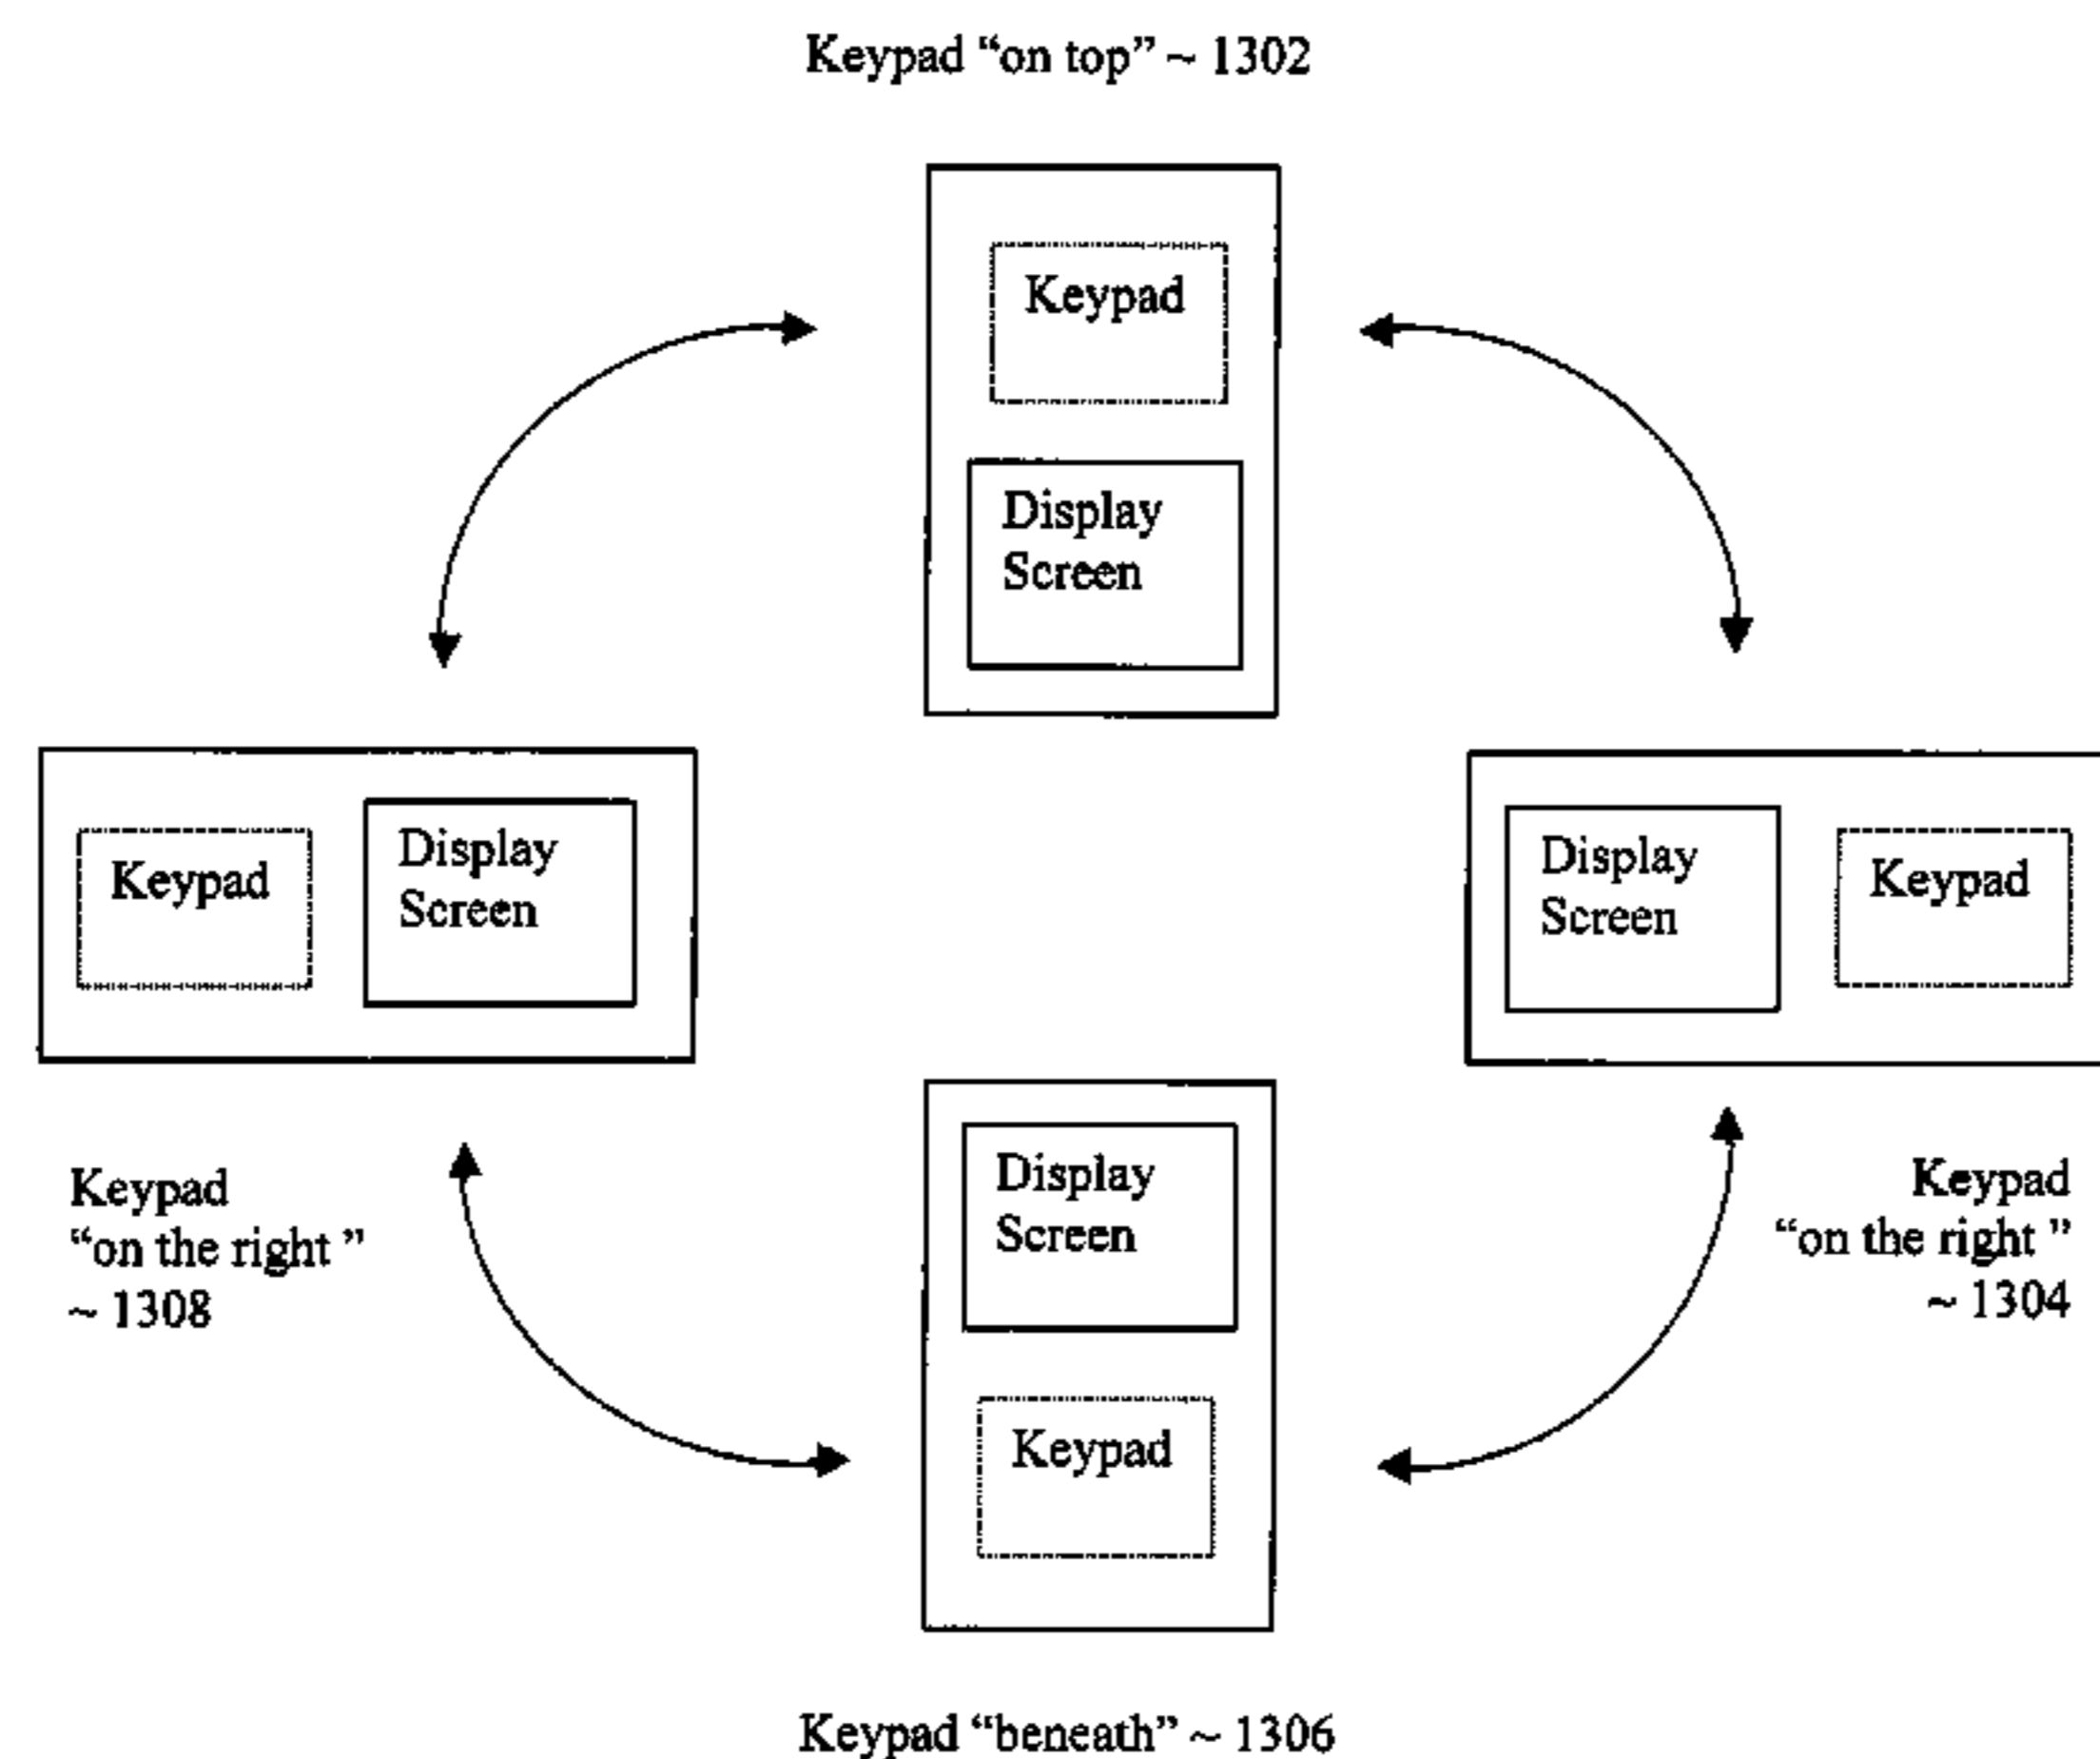 Keypad “on top” ~ 1302
Keypad
Display
Screen
Keypad
Display
Screen
Display
Screen
Keypad
Keypad
“on the right ”
~ 1308
Display
Screen
Keypad
Keypad
“on the right ”
~ 1304
Keypad “beneath” ~ 1306